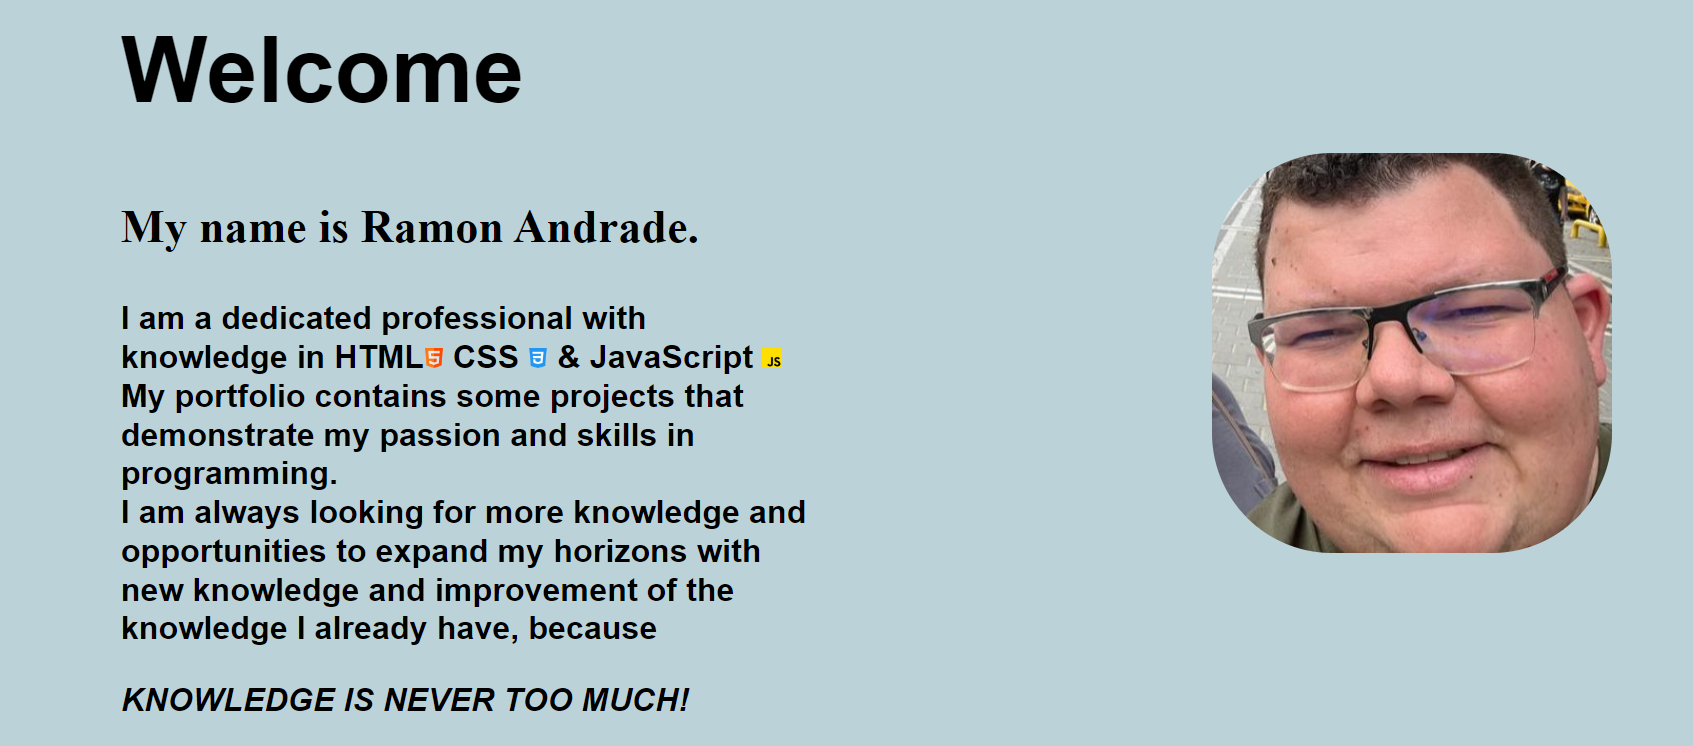 Welcome
My name is Ramon Andrade.
I am a dedicated professional with
knowledge in HTML5 CSS 3 & JavaScript JS
My portfolio contains some projects that
demonstrate my passion and skills in
programming.
I am always looking for more knowledge and
opportunities to expand my horizons with
new knowledge and improvement of the
knowledge I already have, because
KNOWLEDGE IS NEVER TOO MUCH!